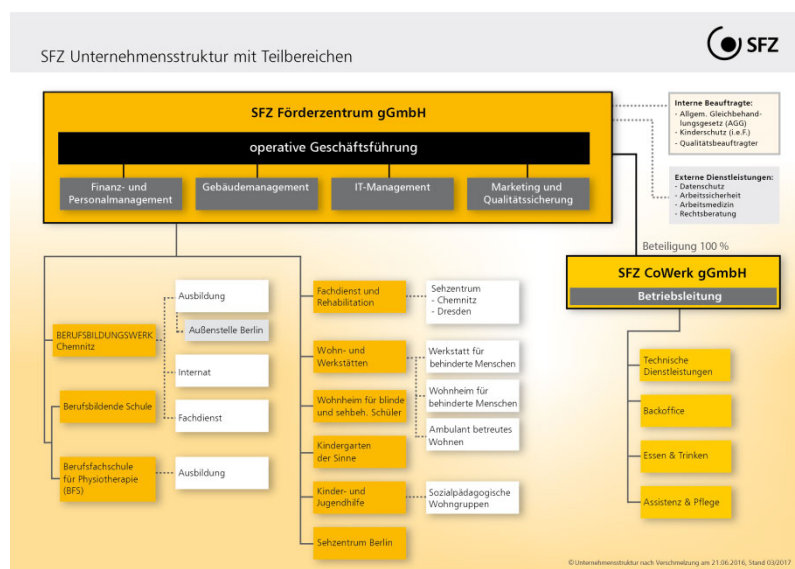 SFZ Unternehmensstruktur mit Teilbereichen
SFZ
SFZ Förderzentrum gGmbH
operative Geschäftsführung
Finanz- und
Personalmanagement
Gebäudemanagement
IT-Management
Marketing und
Qualitätssicherung
Interne Beauftragte:
- Allgem. Gleichbehand-
lungsgesetz (AGG)
- Kinderschutz (i.e.F.)
- Qualitätsbeauftragter
Externe Dienstleistungen:
- Datenschutz
- Arbeitssicherheit
- Arbeitsmedizin
- Rechtsberatung
Beteiligung 100 %
SFZ CoWerk gGmbH
Betriebsleitung
Technische
Dienstleistungen
Backoffice
Essen & Trinken
Assistenz & Pflege
BERUFSBILDUNGSWERK
Chemnitz
Ausbildung
Außenstelle Berlin
Internat
Fachdienst
Berufsbildende Schule
Berufsfachschule
für Physiotherapie
(BFS)
Ausbildung
Fachdienst und
Rehabilitation
Sehzentrum
- Chemnitz
- Dresden
Wohn- und
Werkstätten
Werkstatt für
behinderte Menschen
Wohnheim für
behinderte Menschen
Ambulant betreutes
Wohnen
Wohnheim für blinde
und sehbeh. Schüler
Kindergarten
der Sinne
Kinder- und
Jugendhilfe
Sozialpädagogische
Wohngruppen
Sehzentrum Berlin
© Unternehmensstruktur nach Verschmelzung am 21.06.2016, Stand 03/2017